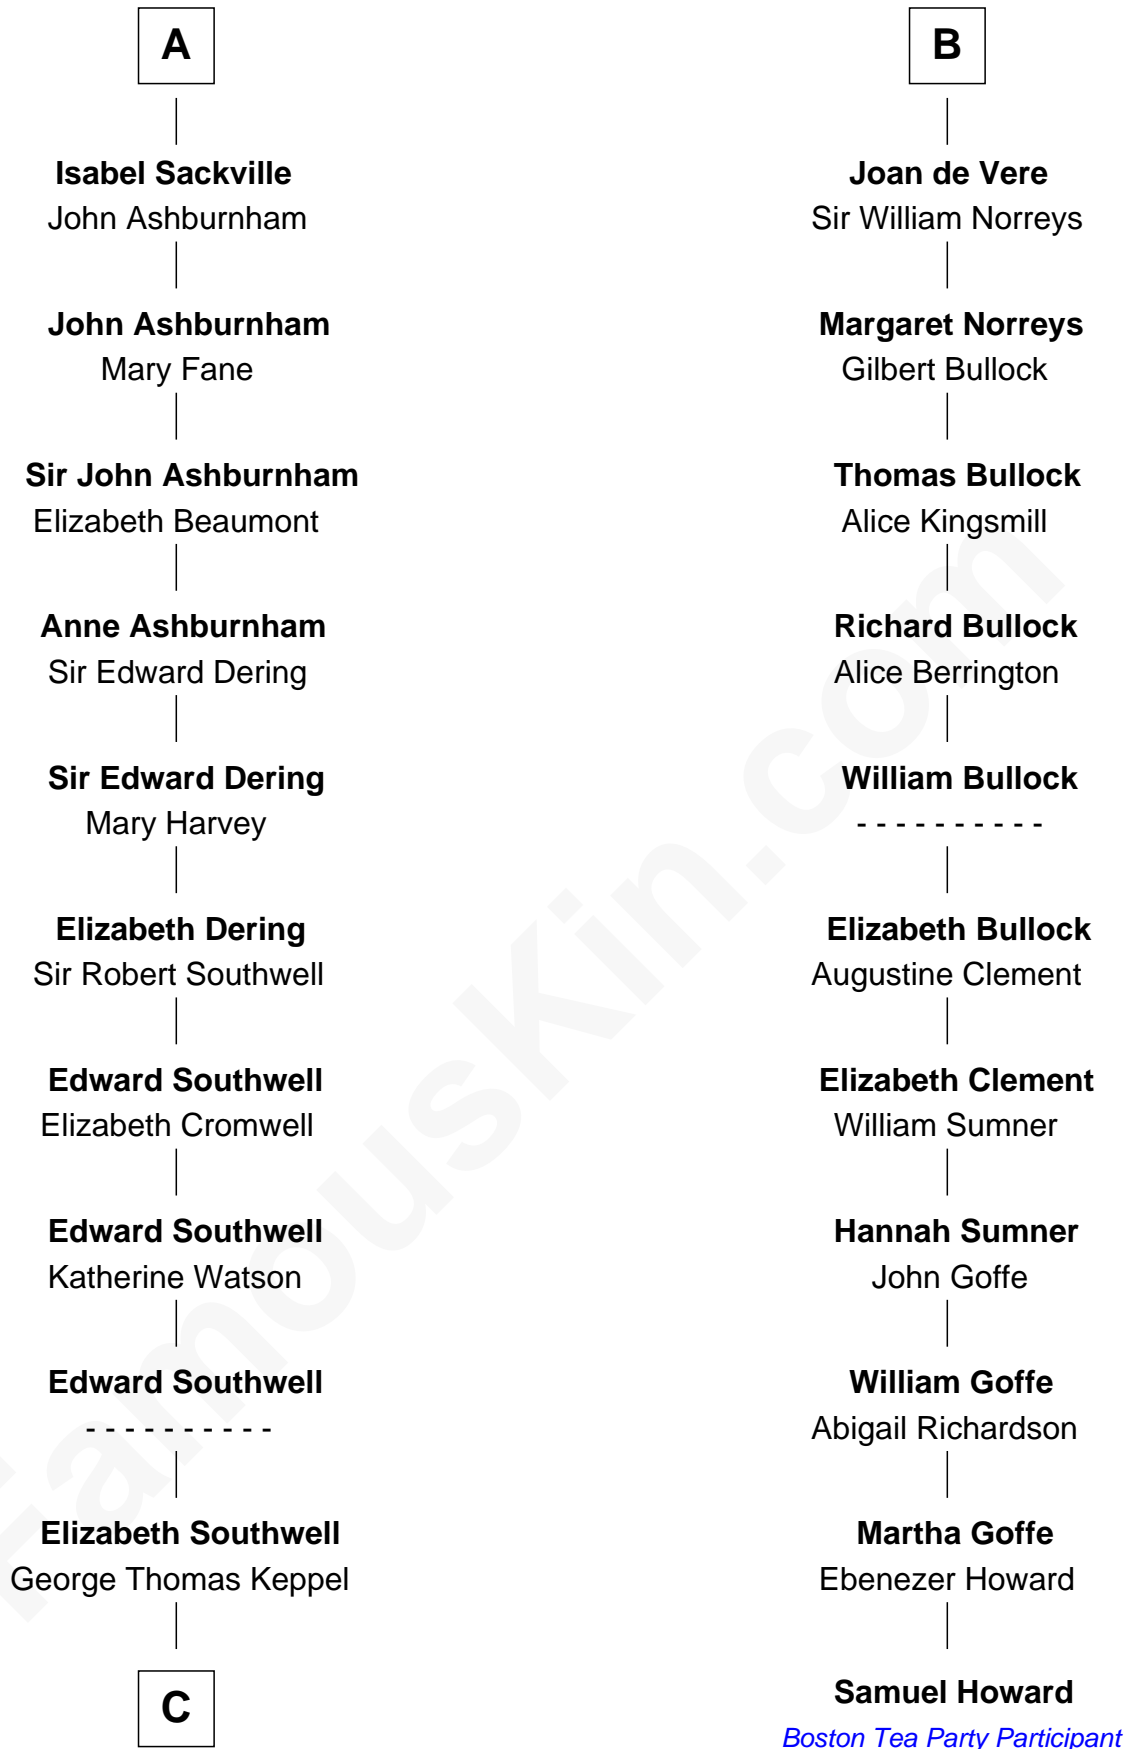 A
Isabel Sackville
John Ashburnham
John Ashburnham
Mary Fane
Sir John Ashburnham
Elizabeth Beaumont
Anne Ashburnham
Sir Edward Dering
Sir Edward Dering
Mary Harvey
Elizabeth Dering
Sir Robert Southwell
Edward Southwell
Elizabeth Cromwell
Edward Southwell
Katherine Watson
Edward Southwell
- - - - - - - - - -
Elizabeth Southwell
George Thomas Keppel
C
B
Joan de Vere
Sir William Norreys
Margaret Norreys
Gilbert Bullock
Thomas Bullock
Alice Kingsmill
Richard Bullock
Alice Berrington
William Bullock
- - - - - - - - - -
Elizabeth Bullock
Augustine Clement
Elizabeth Clement
William Sumner
Hannah Sumner
John Goffe
William Goffe
Abigail Richardson
Martha Goffe
Ebenezer Howard
Samuel Howard
Boston Tea Party Participant
FamousKin.com